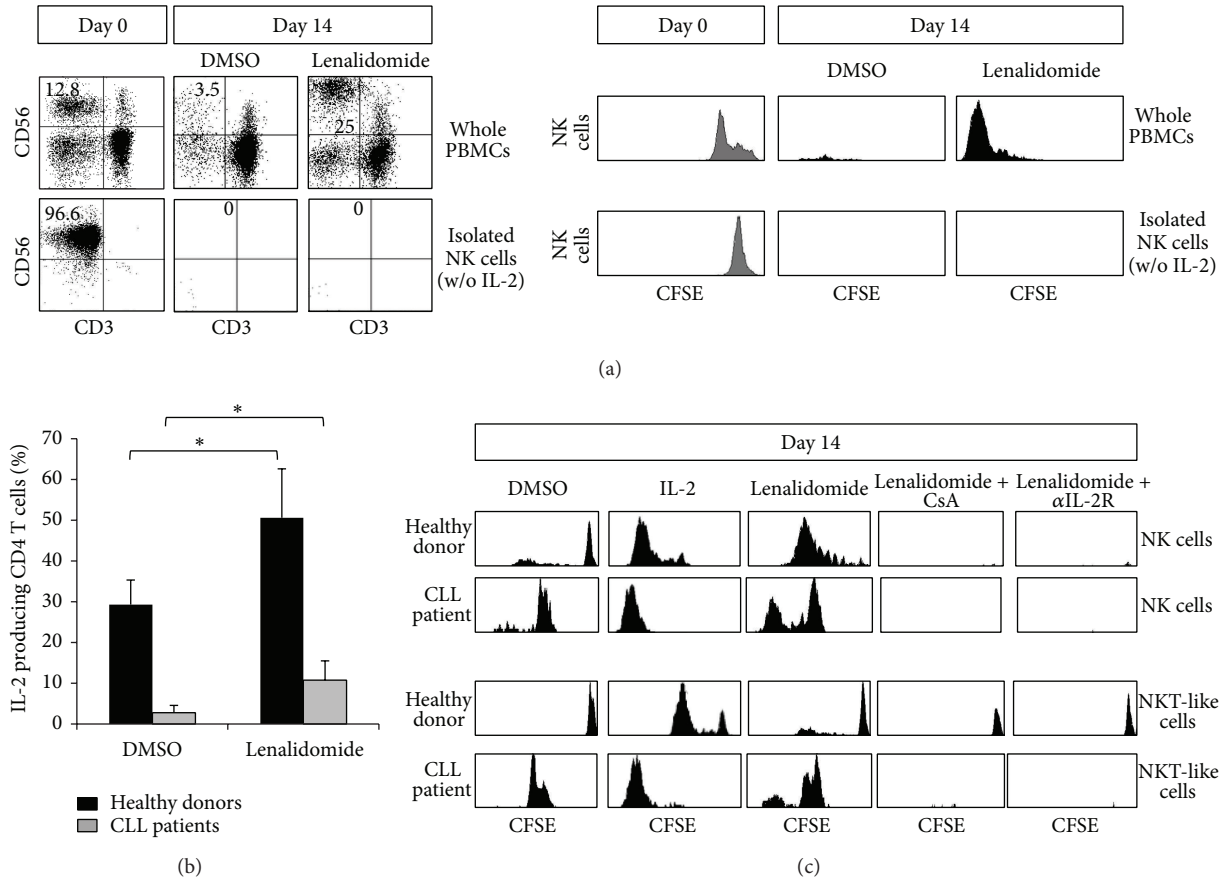 Day 0
Day 14
DMSO
Lenalidomide
CD56
12.8
3.5
25
Whole
PBMCs
CD56
96.6
0
0
Isolated
NK cells
(w/o IL-2)
CD3
CD3
CD3
Day 0
Day 14
DMSO
Lenalidomide
NK
cells
Whole
PBMCs
NK
cells
Isolated
NK cells
(w/o IL-2)
CFSE
CFSE
CFSE
(a)
IL-2 producing CD4 T cells (%)
70
60
50
40
30
20
10
0
*
*
DMSO
Lenalidomide
Healthy donors
CLL patients
(b)
Day 14
DMSO
IL-2
Lenalidomide
Lenalidomide +
CsA
Lenalidomide +
αIL-2R
Healthy
donor
NK cells
CLL
patient
NK cells
Healthy
donor
NKT-like
cells
CLL
patient
NKT-like
cells
CFSE
CFSE
CFSE
CFSE
CFSE
(c)